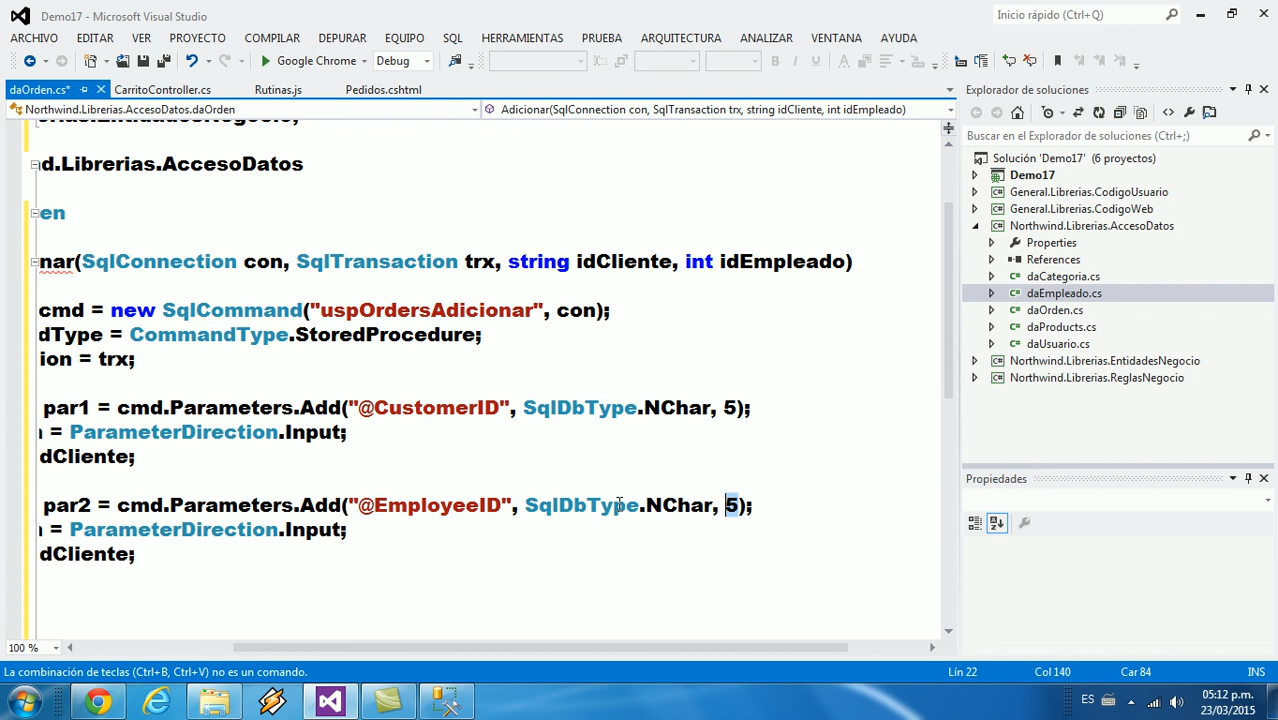 Demo17 - Microsoft Visual Studio
Inicio rápido (Ctrl+Q)
ARCHIVO EDITAR VER PROYECTO COMPILAR DEPURAR EQUIPO SQL HERRAMIENTAS PRUEBA ARQUITECTURA ANALIZAR VENTANA AYUDA
Google Chrome Debug
daOrden.cs* CarritoController.cs Rutinas.js Pedidos.cshtml
Northwind.Librerias.AccesoDatos.daOrden
Adicionar(SqlConnection con, SqlTransaction trx, string idCliente, int idEmpleado)
d.Librerias.AccesoDatos
en
nar(SqlConnection con, SqlTransaction trx, string idCliente, int idEmpleado)
cmd = new SqlCommand("uspOrdersAdicionar", con);
dType = CommandType.StoredProcedure;
ion = trx;
par1 = cmd.Parameters.Add("@CustomerID", SqlDbType.NChar, 5);
= ParameterDirection.Input;
dCliente;
par2 = cmd.Parameters.Add("@EmployeeID", SqlDbType.NChar, 5);
= ParameterDirection.Input;
dCliente;
100 %
Explorador de soluciones
Buscar en el Explorador de soluciones (Ctrl+;)
Solución 'Demo17' (6 proyectos)
Demo17
General.Librerias.CodigoUsuario
General.Librerias.CodigoWeb
Northwind.Librerias.AccesoDatos
Properties
References
daCategoria.cs
daEmpleado.cs
daOrden.cs
daProducts.cs
daUsuario.cs
Northwind.Librerias.EntidadesNegocio
Northwind.Librerias.ReglasNegocio
Propiedades
La combinación de teclas (Ctrl+B, Ctrl+V) no es un comando.
Lín 22 Col 140 Car 84 INS
ES
05:12 p.m.
23/03/2015